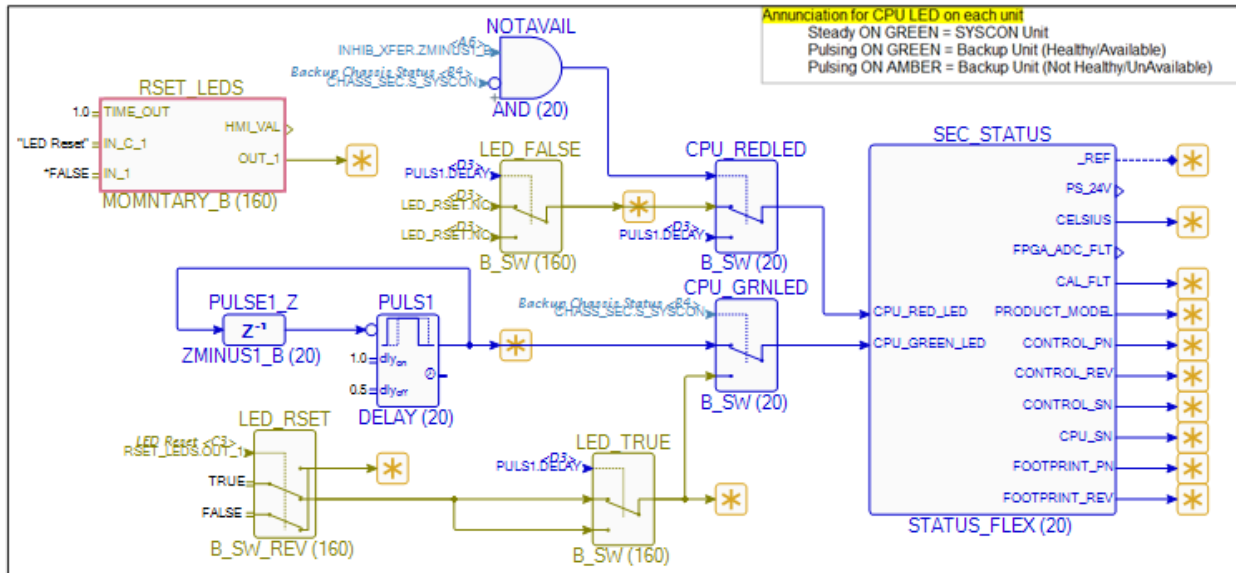 Annunciation for CPU LED on each unit
Steady ON GREEN = SYSCON Unit
Pulsing ON GREEN = Backup Unit (Healthy/Available)
Pulsing ON AMBER = Backup Unit (Not Healthy/UnAvailable)
NOTAVAIL
<A6>
INHIB_XFER.ZMINUS1_B
Backup Chassis Status <B4>
CHASS_SEC.S_SYSCON
AND (20)
RSET_LEDS
1.0
TIME_OUT
HMI_VAL
"LED Reset"
IN_C_1
OUT_1
*FALSE
IN_1
MOMNTARY_B (160)
LED_FALSE
<D3>
PULS1.DELAY
<D3>
LED_RSET.NC
<D3>
LED_RSET.NC
B_SW (160)
CPU_REDLED
<D3>
PULS1.DELAY
B_SW (20)
SEC_STATUS
_REF
PS_24V
CELSIUS
FPGA_ADC_FLT
CAL_FLT
CPU_RED_LED
PRODUCT_MODEL
CPU_GREEN_LED
CONTROL_PN
CONTROL_REV
CONTROL_SN
CPU_SN
FOOTPRINT_PN
FOOTPRINT_REV
STATUS_FLEX (20)
PULSE1_Z
Z⁻¹
ZMINUS1_B (20)
PULS1
1.0
dlyon
0.5
dlyoff
DELAY (20)
CPU_GRNLED
Backup Chassis Status <B4>
CHASS_SEC.S_SYSCON
B_SW (20)
LED_RSET
LED Reset <C3>
RSET_LEDS.OUT_1
TRUE
FALSE
B_SW_REV (160)
LED_TRUE
<D3>
PULS1.DELAY
B_SW (160)